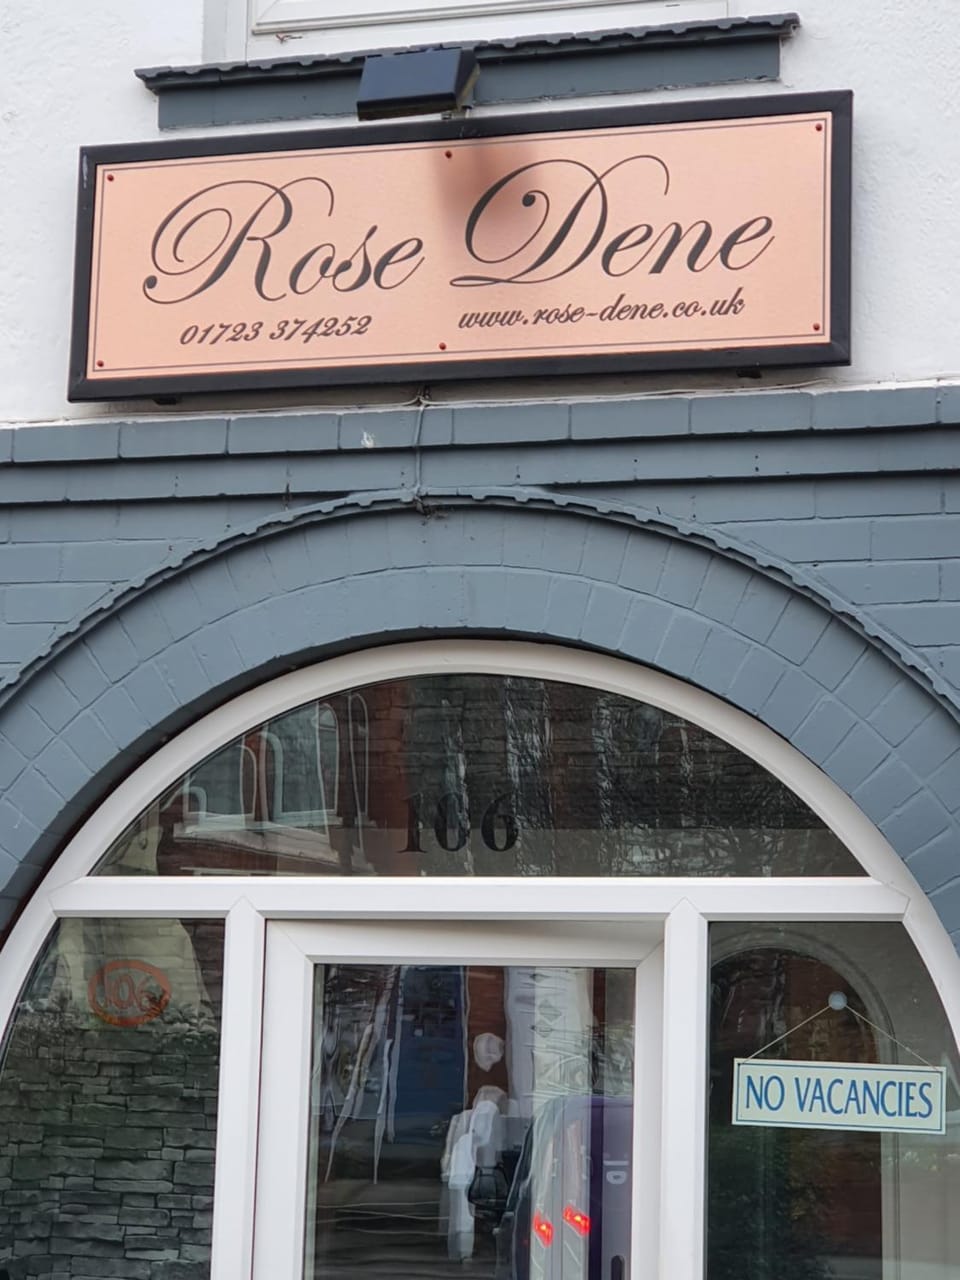 Rose Dene
01723 374252 www.rose-dene.co.uk
106
NO VACANCIES